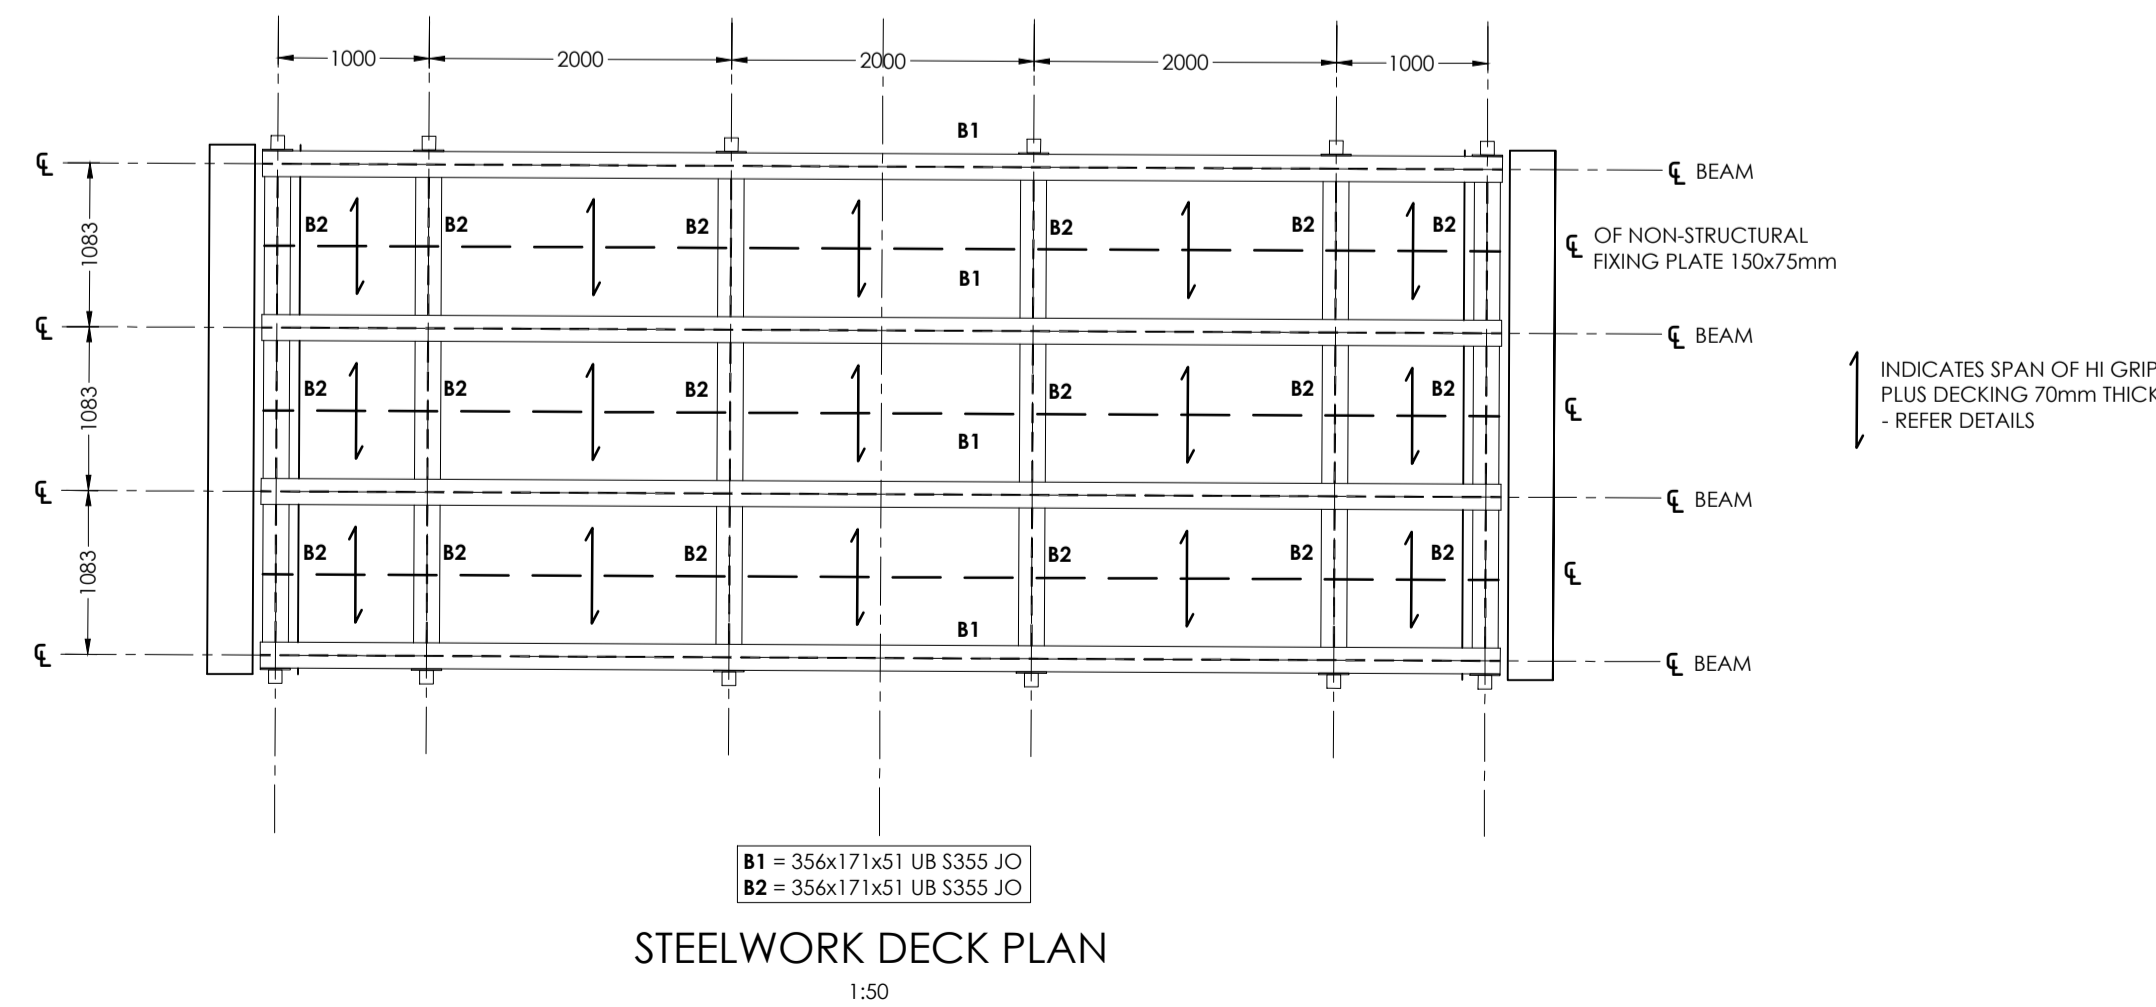 1000 2000 2000 2000 1000
B1
℄ ℄ BEAM
1083
B2 B2 B2 B2 B2 B2
℄ OF NON-STRUCTURAL
FIXING PLATE 150x75mm
B1
℄ ℄ BEAM
1083
B2 B2 B2 B2 B2 B2
℄
INDICATES SPAN OF HI GRIP
PLUS DECKING 70mm THICK
- REFER DETAILS
B1
℄ ℄ BEAM
1083
B2 B2 B2 B2 B2 B2
℄
B1
℄ ℄ BEAM
B1 = 356x171x51 UB S355 JO
B2 = 356x171x51 UB S355 JO
STEELWORK DECK PLAN
1:50